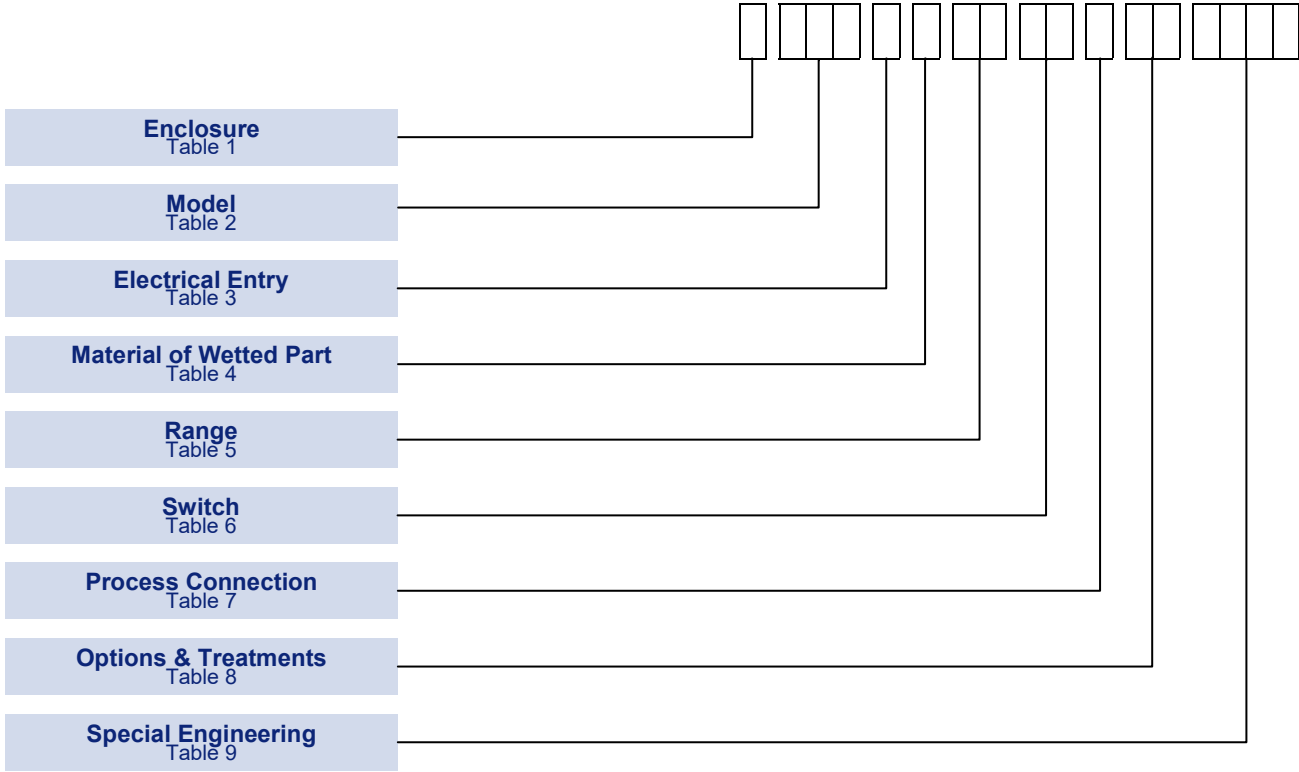 Enclosure
Table 1
Model
Table 2
Electrical Entry
Table 3
Material of Wetted Part
Table 4
Range
Table 5
Switch
Table 6
Process Connection
Table 7
Options & Treatments
Table 8
Special Engineering
Table 9